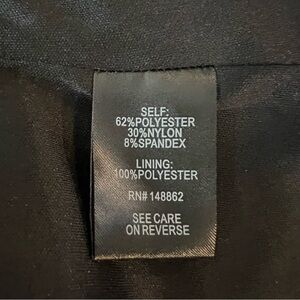 SELF:
62%POLYESTER
30%NYLON
8%SPANDEX
LINING:
100%POLYESTER
RN# 148862
SEE CARE
ON REVERSE